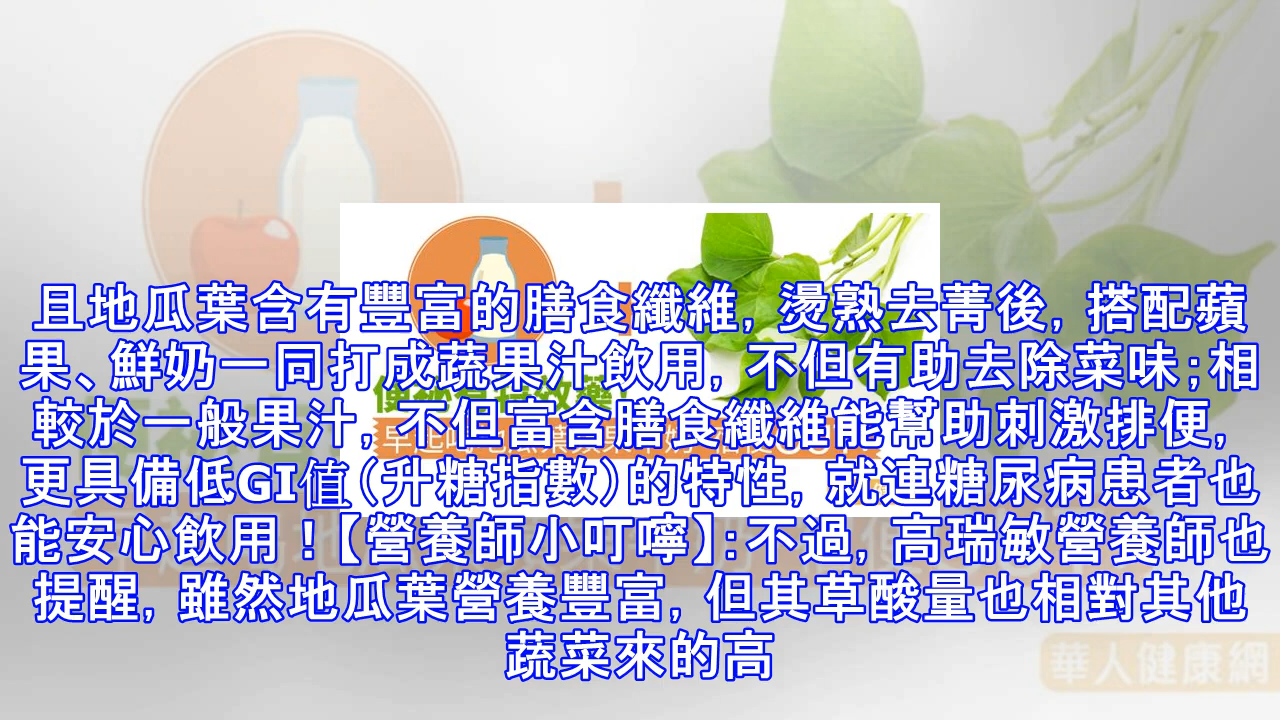 且地瓜葉含有豐富的膳食纖維, 燙熟去菁後, 搭配蘋
果、鮮奶一同打成蔬果汁飲用, 不但有助去除菜味;相
較於一般果汁, 不但富含膳食纖維能幫助刺激排便,
更具備低GI值(升糖指數)的特性, 就連糖尿病患者也
能安心飲用！【營養師小叮嚀】:不過, 高瑞敏營養師也
提醒, 雖然地瓜葉營養豐富, 但其草酸量也相對其他
蔬菜來的高
華人健康網